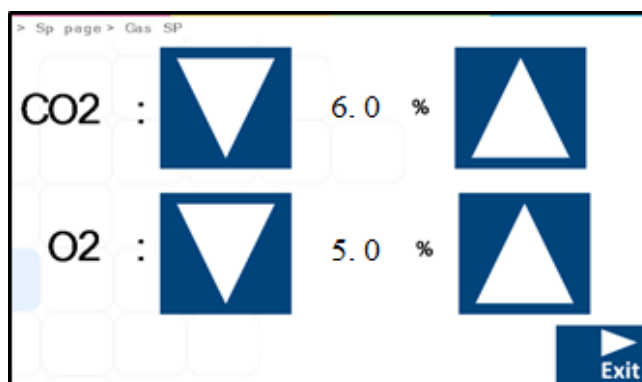 > Sp page > Gas SP
CO2 : 6.0 %
O2 : 5.0 %
Exit